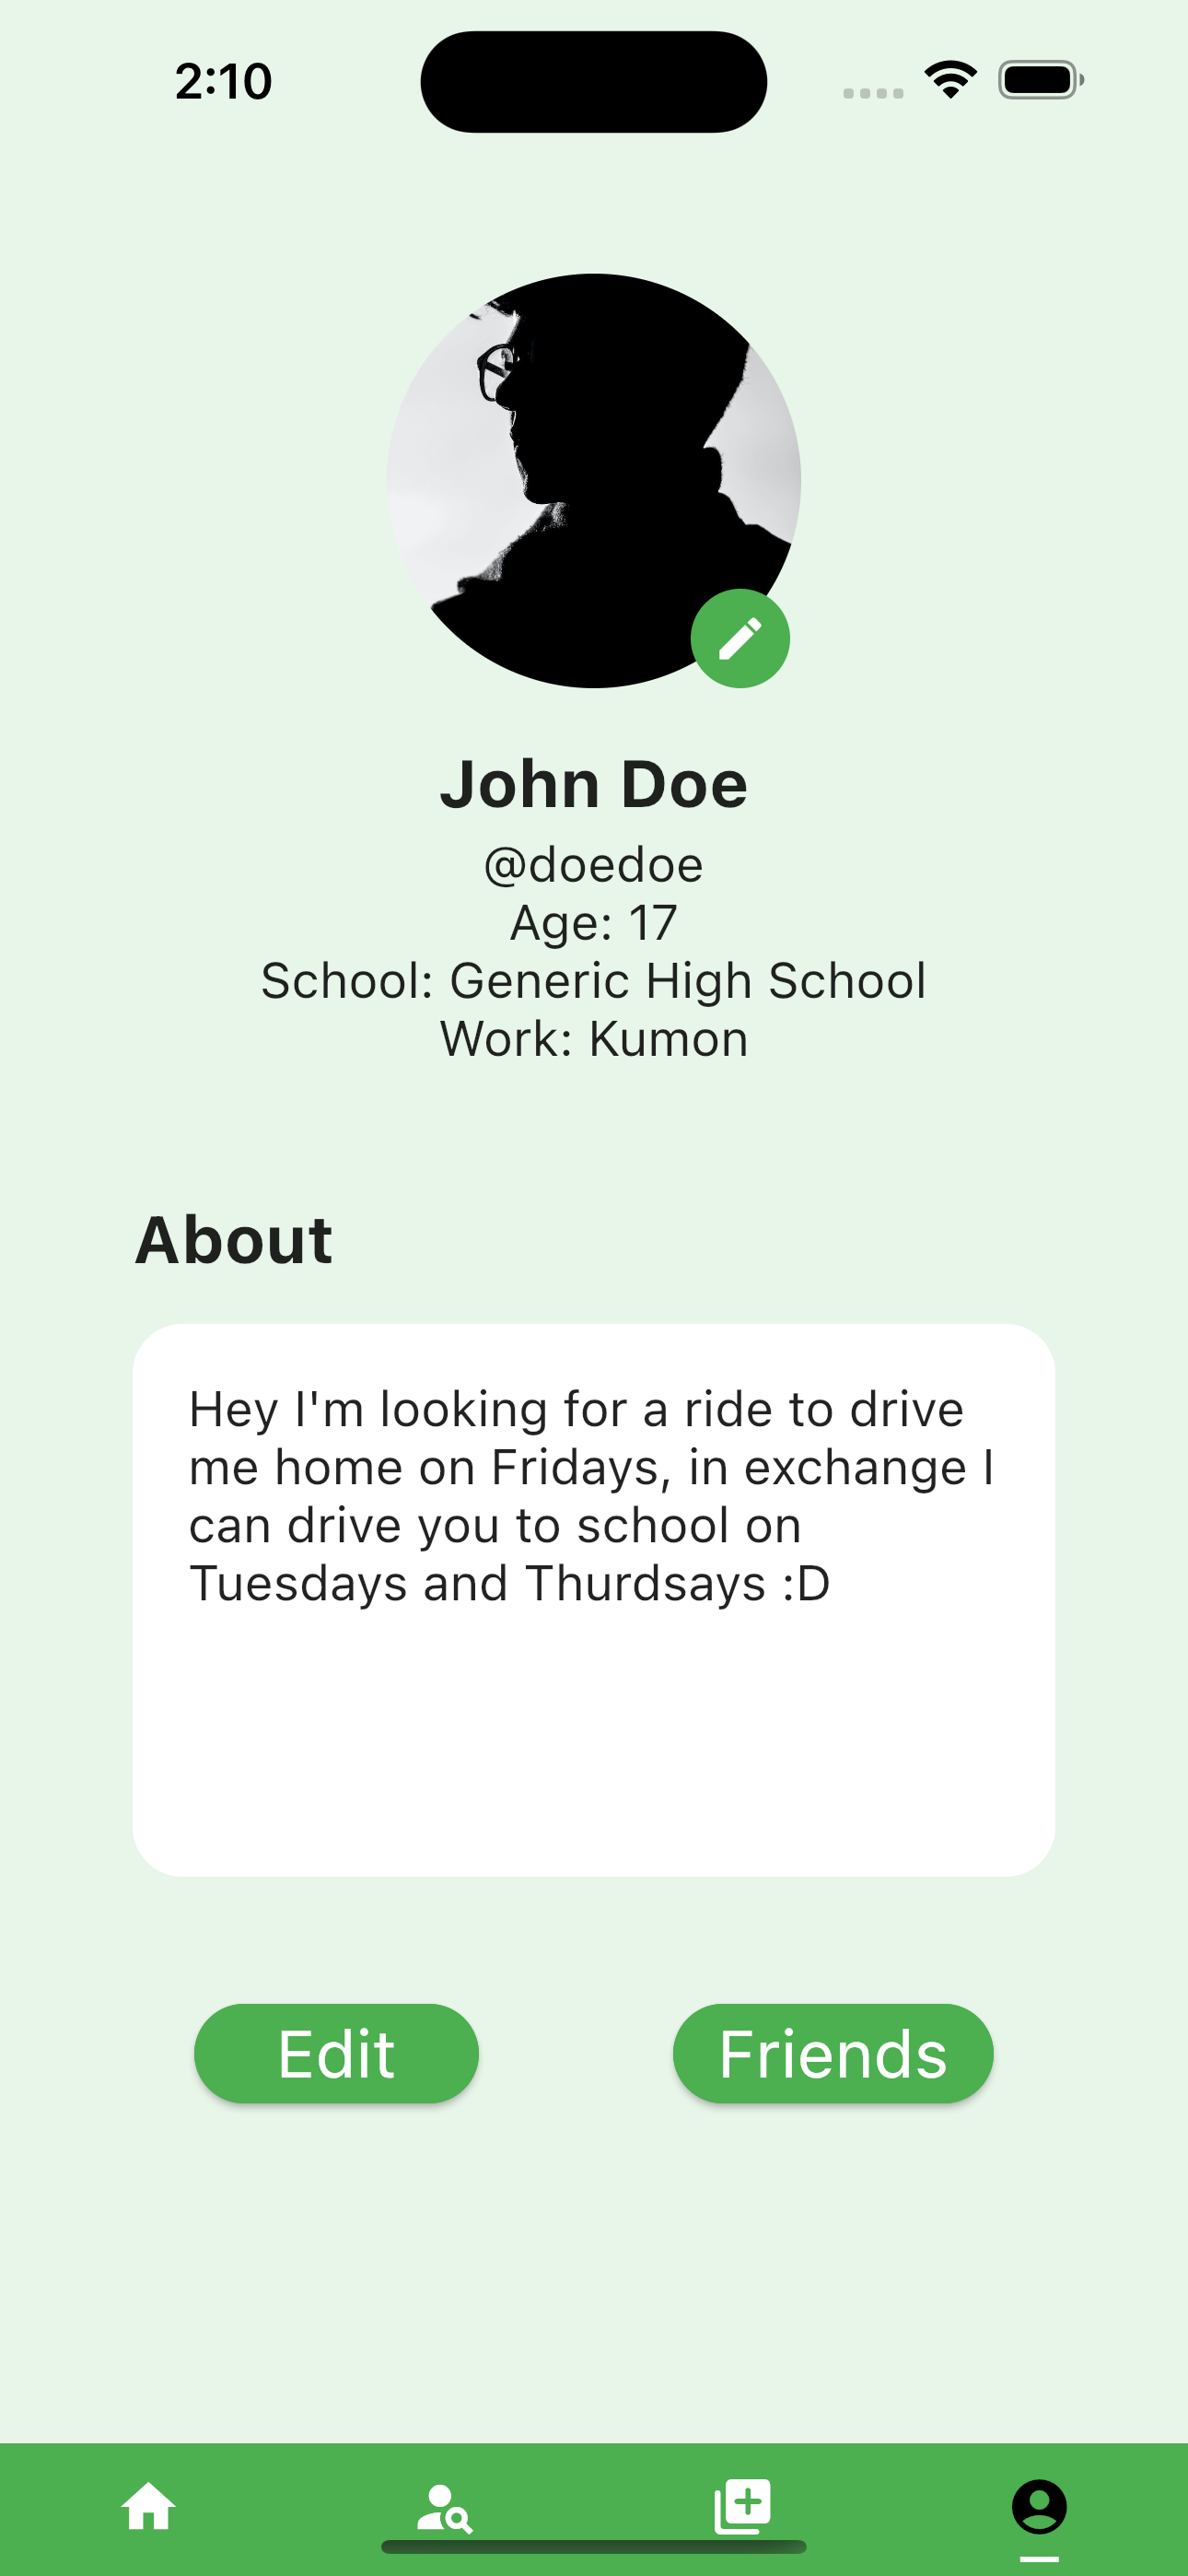 2:10
John Doe
@doedoe
Age: 17
School: Generic High School
Work: Kumon
About
Hey I'm looking for a ride to drive
me home on Fridays, in exchange I
can drive you to school on
Tuesdays and Thurdsays :D
Edit
Friends